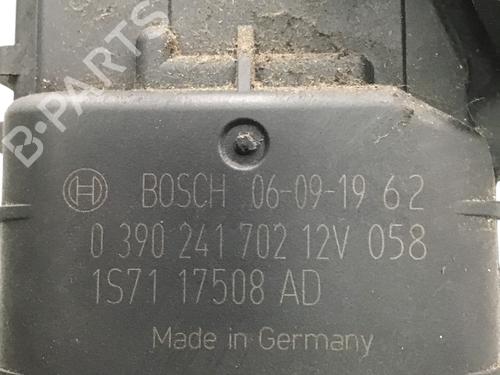 B-PARTS
BOSCH 06-09-19 62
0 390 241 702 12V 058
1S71 17508 AD
Made in Germany